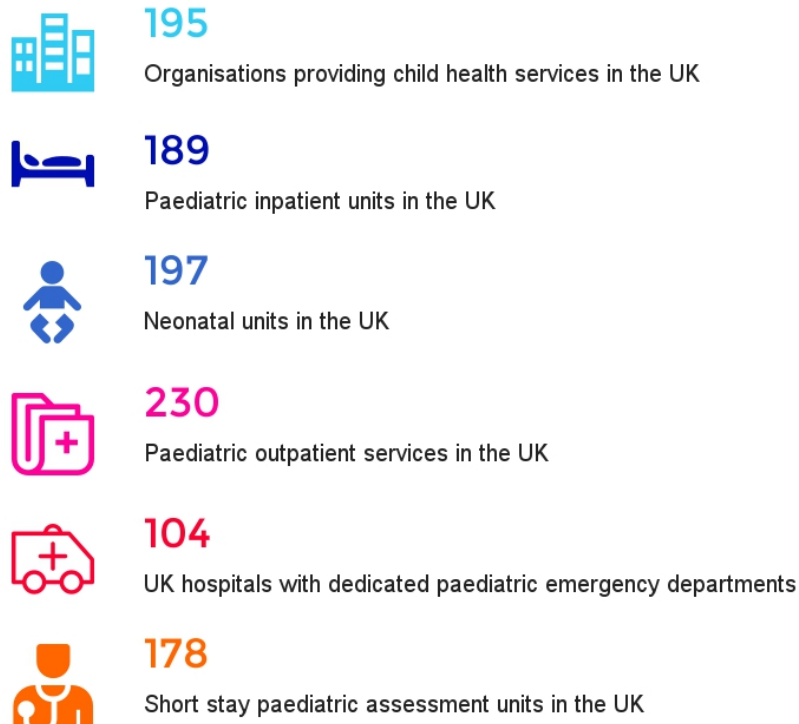 195
Organisations providing child health services in the UK
189
Paediatric inpatient units in the UK
197
Neonatal units in the UK
230
Paediatric outpatient services in the UK
104
UK hospitals with dedicated paediatric emergency departments
178
Short stay paediatric assessment units in the UK